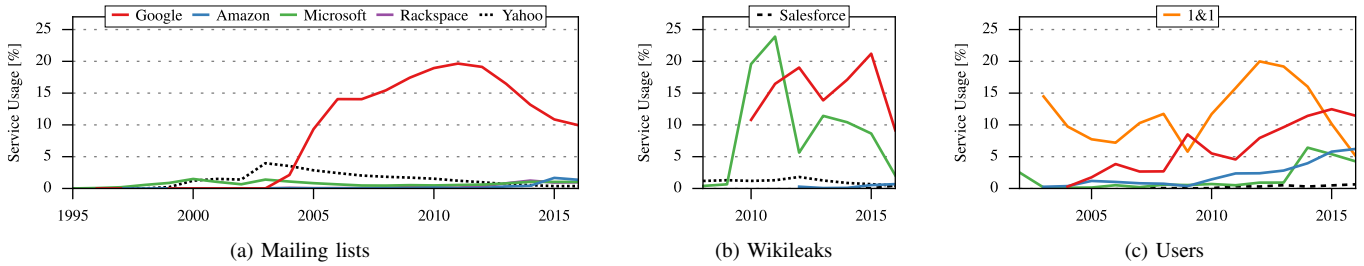 Google Amazon Microsoft Rackspace Yahoo
Service Usage [%]
25
20
15
10
5
0
1995 2000 2005 2010 2015
(a) Mailing lists
Salesforce
Service Usage [%]
25
20
15
10
5
0
2010 2015
(b) Wikileaks
1&1
Service Usage [%]
25
20
15
10
5
0
2005 2010 2015
(c) Users